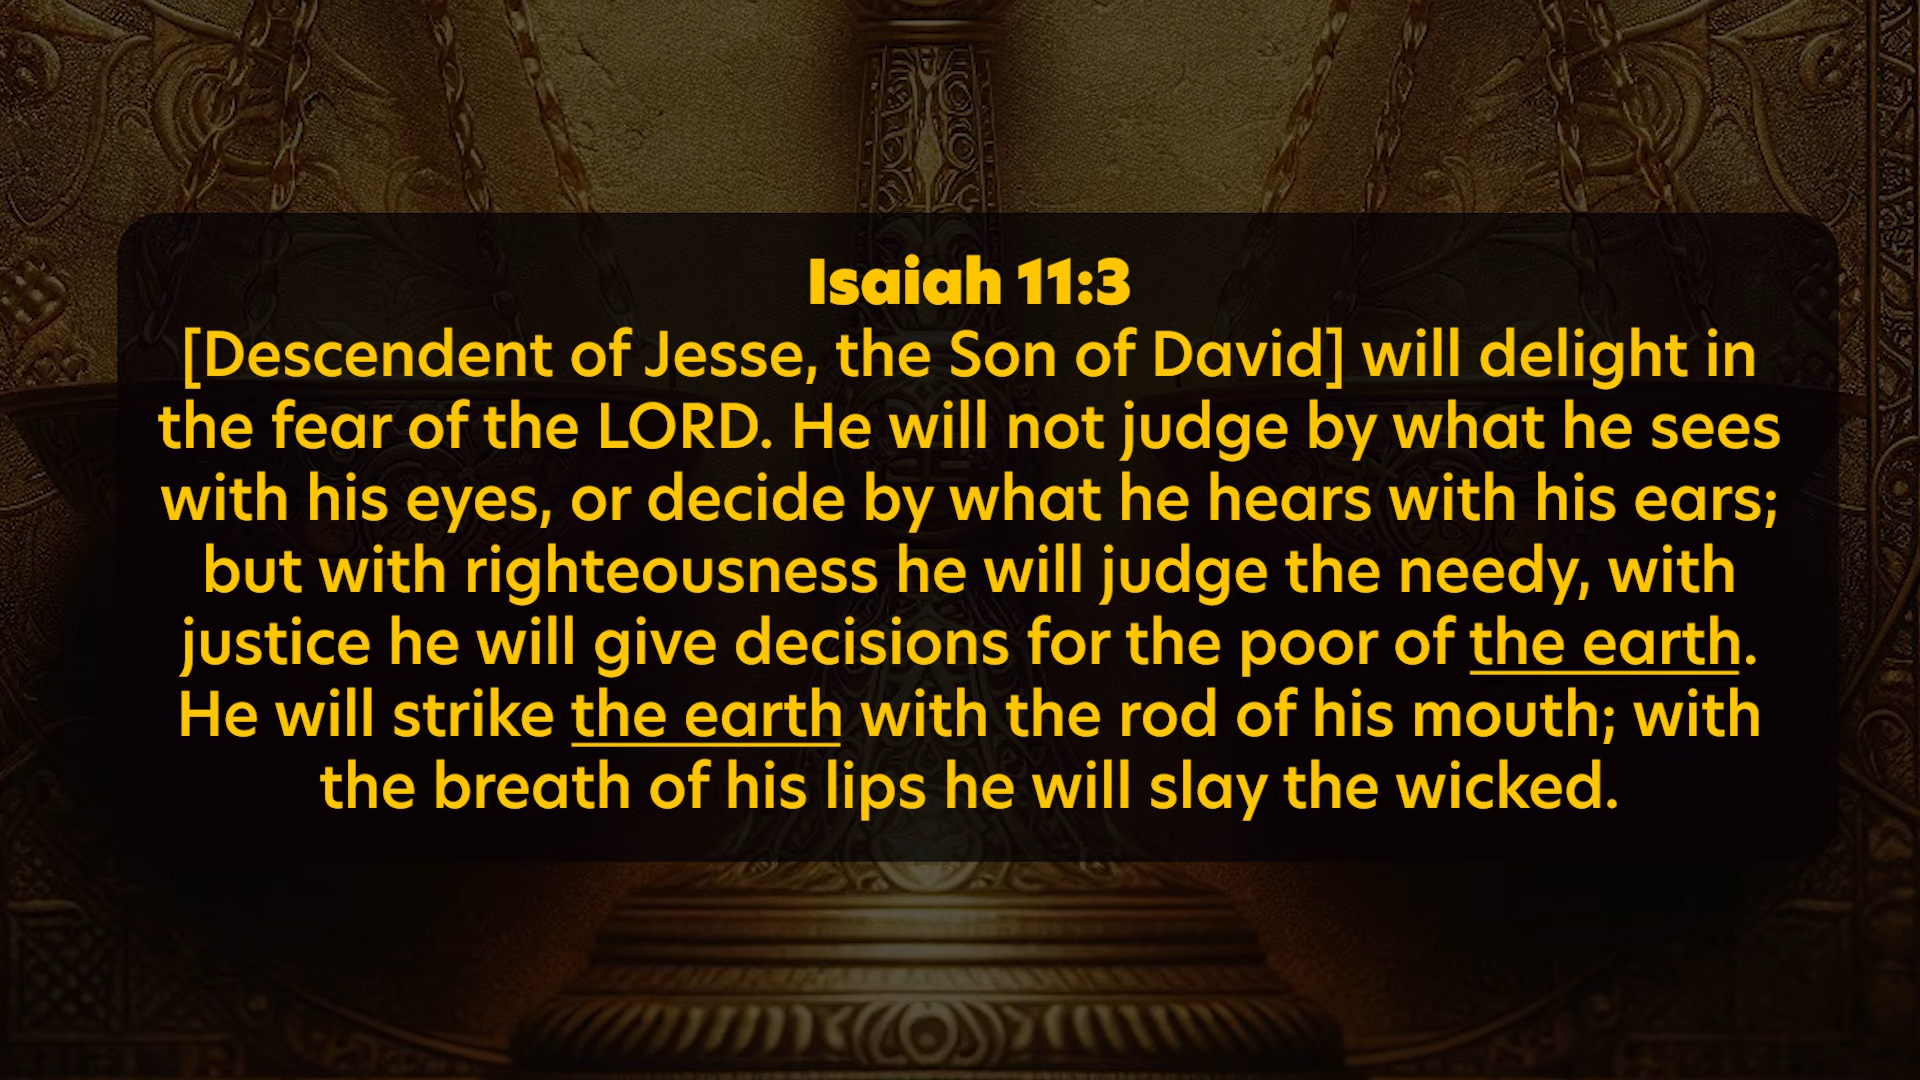 Isaiah 11:3
[Descendent of Jesse, the Son of David] will delight in
the fear of the LORD. He will not judge by what he sees
with his eyes, or decide by what he hears with his ears;
but with righteousness he will judge the needy, with
justice he will give decisions for the poor of the earth.
He will strike the earth with the rod of his mouth; with
the breath of his lips he will slay the wicked.